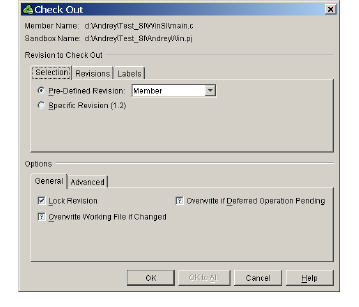 Check Out
Member Name: d:\Andrey\Test_SI\WinSI\main.c
Sandbox Name: d:\Andrey\Test_SI\Andrey\Win.pj
Revision to Check Out
Selection Revisions Labels
Pre-Defined Revision: Member
Specific Revision (1.2)
Options
General Advanced
Lock Revision Overwrite if Deferred Operation Pending
Overwrite Working File if Changed
OK OK to All Cancel Help